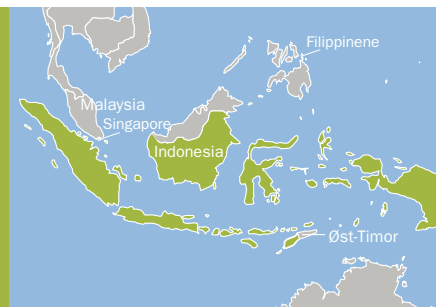 Filippinene
Malaysia
Singapore
Indonesia
Øst-Timor